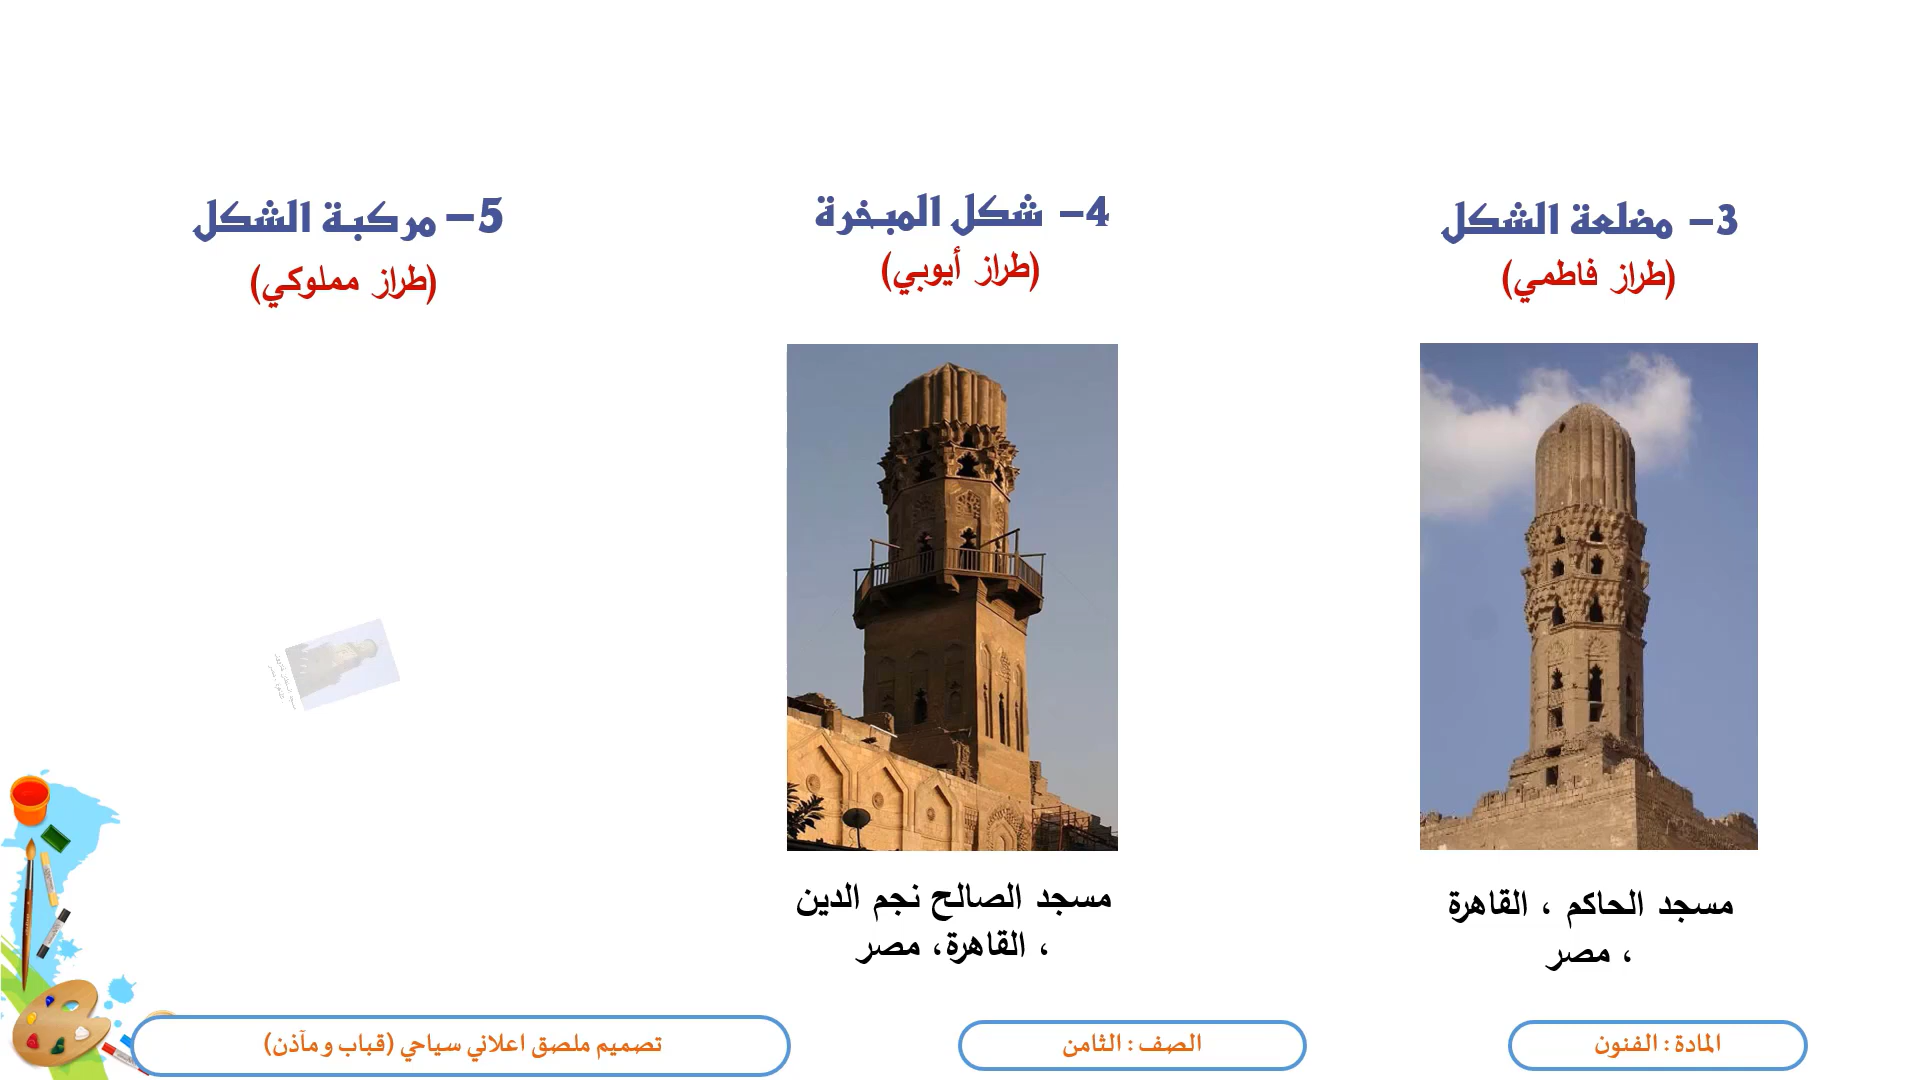 3- مضلعة الشكل
(طراز فاطمي)
مسجد الحاكم ، القاهرة
، مصر
4- شكل المبخرة
(طراز أيوبي)
مسجد الصالح نجم الدين
، القاهرة، مصر
5- مركبة الشكل
(طراز مملوكي)
المادة : الفنون
الصف : الثامن
تصميم ملصق اعلاني سياحي (قباب و مآذن)